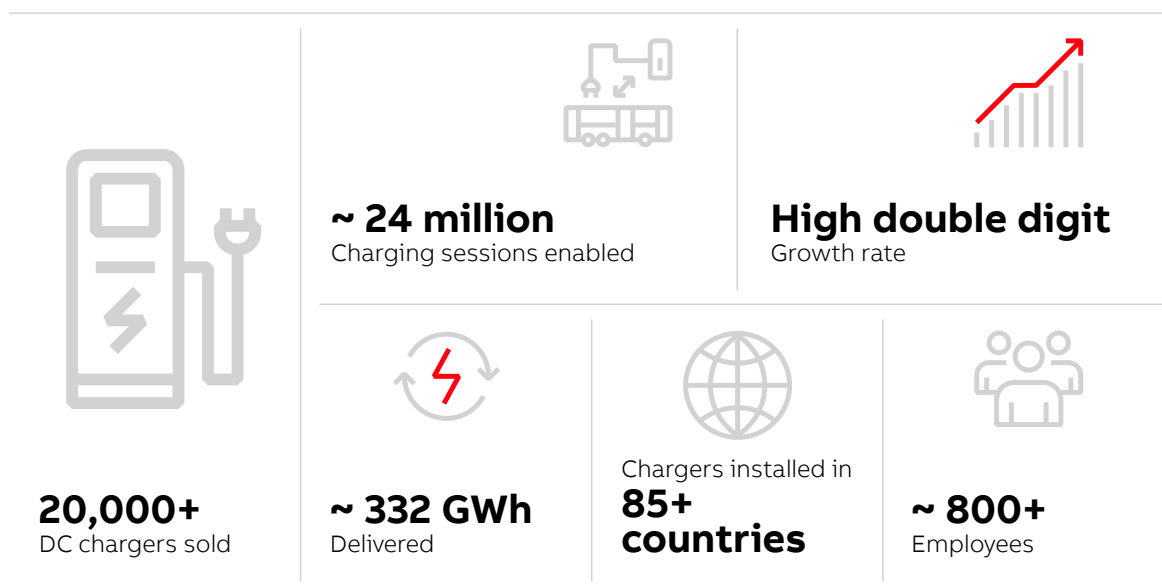 ~ 24 million
Charging sessions enabled
High double digit
Growth rate
20,000+
DC chargers sold
~ 332 GWh
Delivered
Chargers installed in
85+
countries
~ 800+
Employees